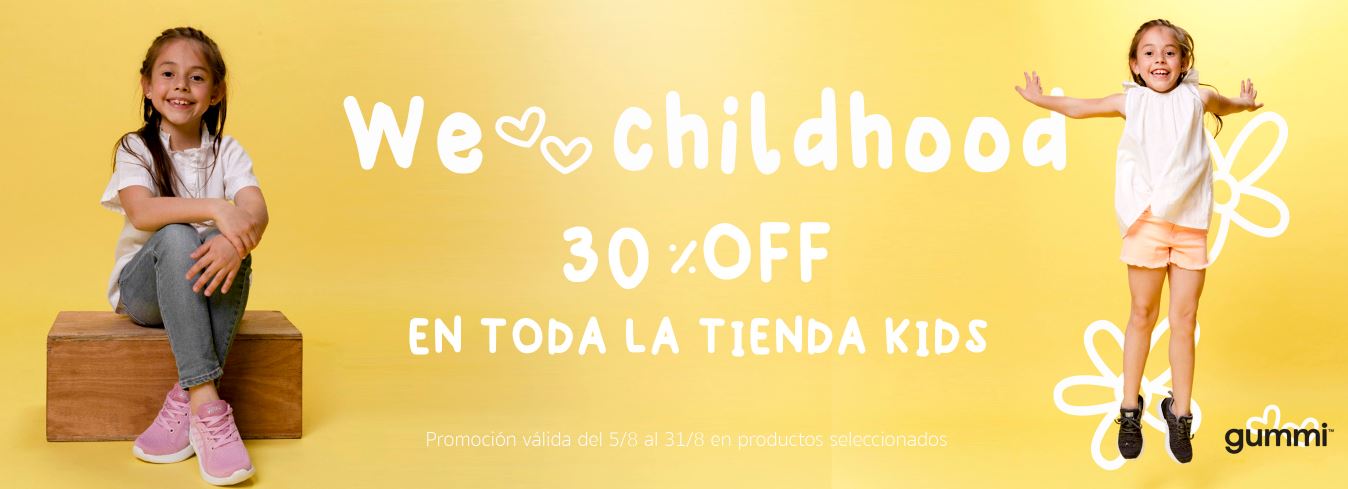 We childhood
30 %OFF
EN TODA LA TIENDA KIDS
Promoción válida del 5/8 al 31/8 en productos seleccionados
gummi™